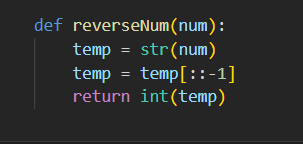 def reverseNum(num):
    temp = str(num)
    temp = temp[::-1]
    return int(temp)